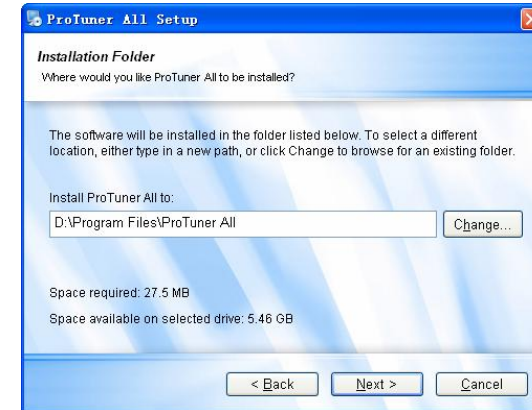 ProTuner All Setup
Installation Folder
Where would you like ProTuner All to be installed?
The software will be installed in the folder listed below. To select a different
location, either type in a new path, or click Change to browse for an existing folder.
Install ProTuner All to:
D:\Program Files\ProTuner All
Change...
Space required: 27.5 MB
Space available on selected drive: 5.46 GB
< Back
Next >
Cancel